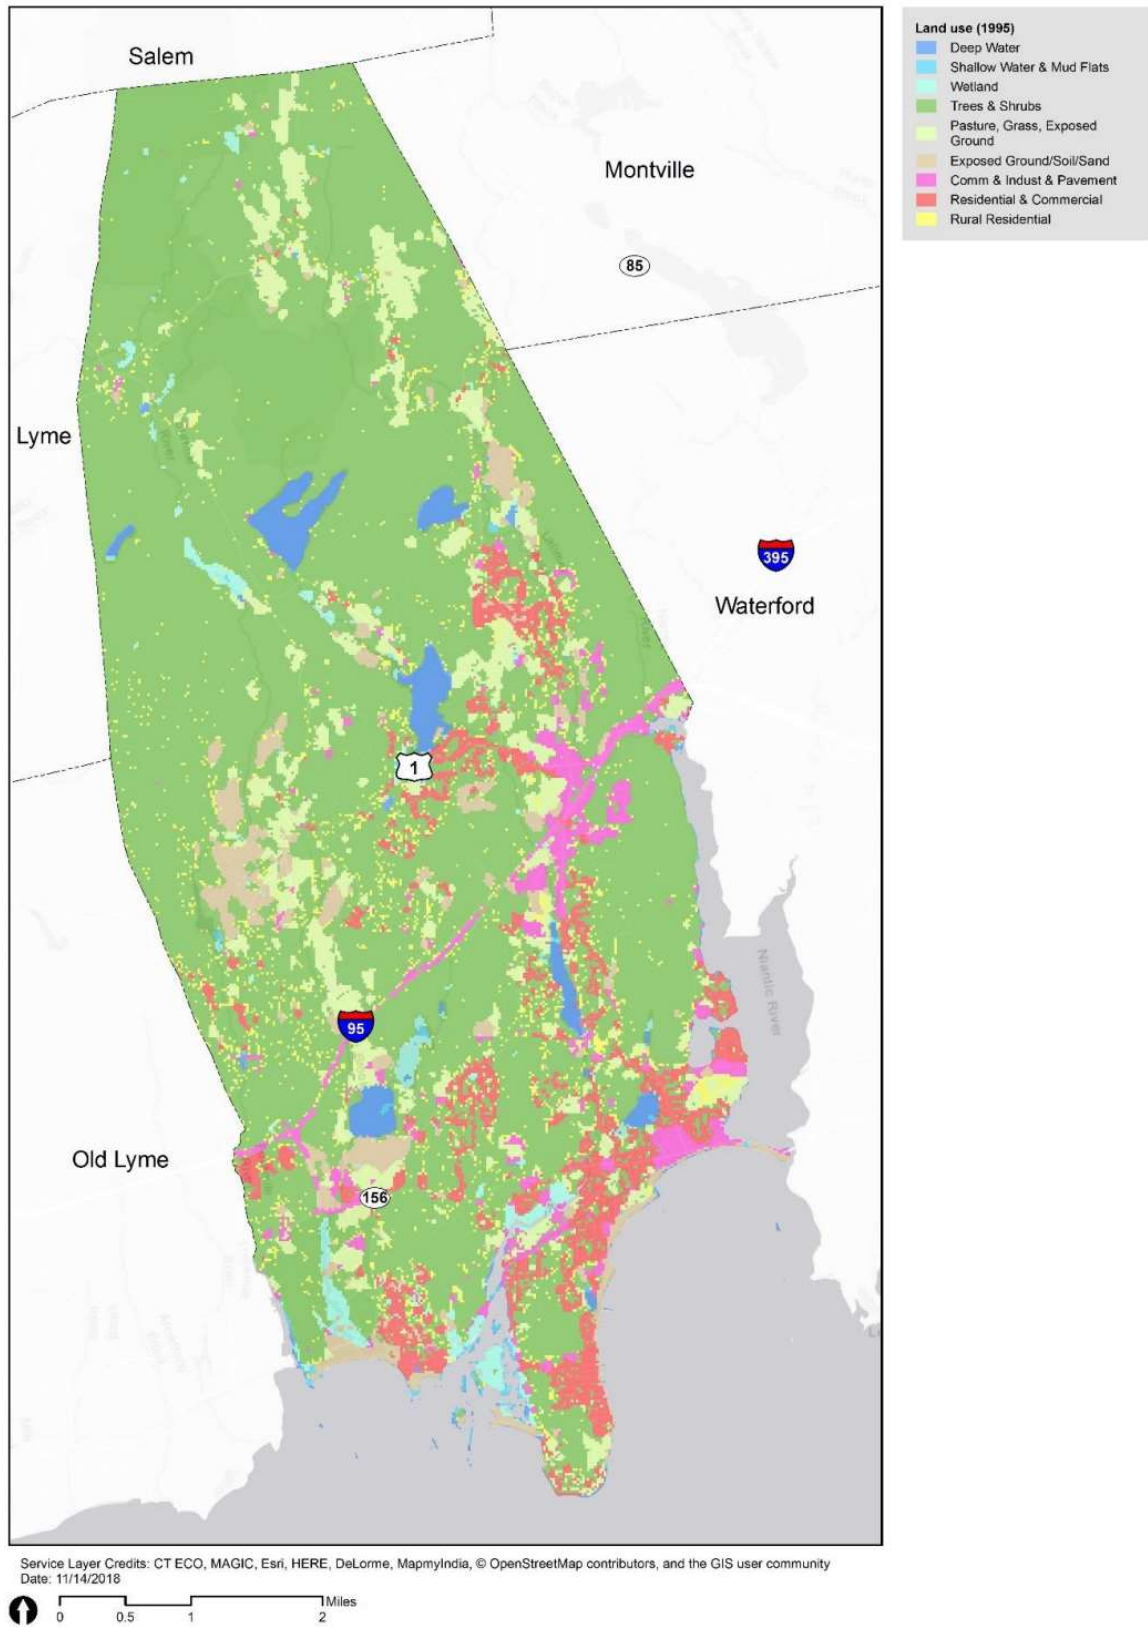 Salem
Land use (1995)
Deep Water
Shallow Water & Mud Flats
Wetland
Trees & Shrubs
Pasture, Grass, Exposed
Ground
Exposed Ground/Soil/Sand
Comm & Indust & Pavement
Residential & Commercial
Rural Residential
Montville
85
Lyme
395
Waterford
1
Niantic River
95
Old Lyme
156
Service Layer Credits: CT ECO, MAGIC, Esri, HERE, DeLorme, MapmyIndia, © OpenStreetMap contributors, and the GIS user community
Date: 11/14/2018
Miles
0 0.5 1 2